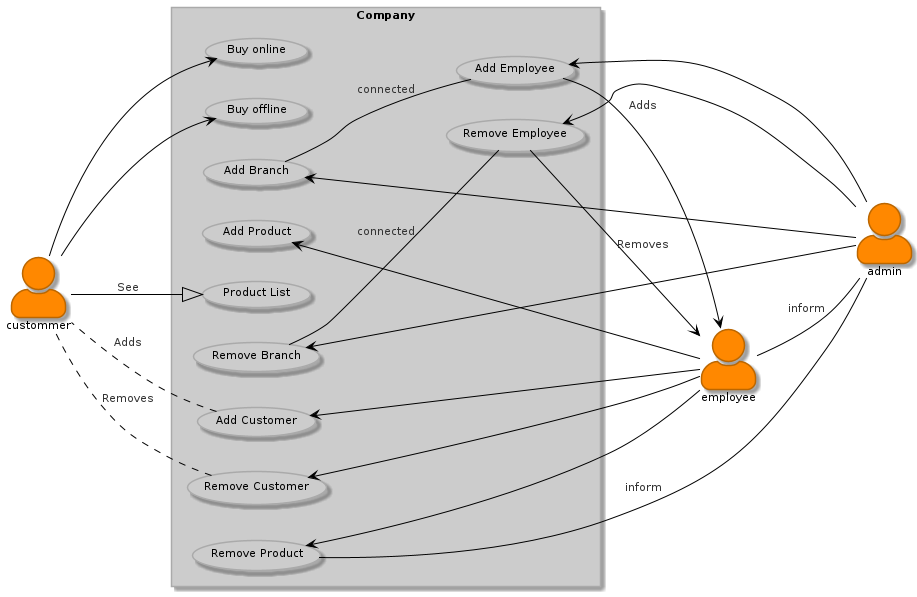 Company
Buy online
Add Employee
connected
Adds
Buy offline
Remove Employee
Add Branch
Add Product
connected
Removes
admin
See
Product List
custommer
inform
Adds
Remove Branch
employee
Removes
Add Customer
Remove Customer
inform
Remove Product